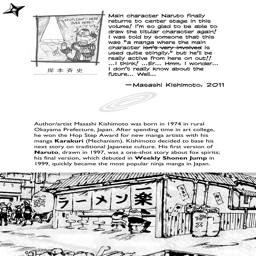 Main character Naruto finally
returns to center stage in this
volume! I'm so glad to be able to
draw the titular character again!
I was told by someone that this
was "a manga where the main
character isn't very involved is
used quite stingily," but he'll be
really active from here on out!!
...I think! ...Er... Hmm. I wonder...
I don't really know about the
future... Well...
岸本斉史
—Masashi Kishimoto, 2011
Author/artist Masashi Kishimoto was born in 1974 in rural
Okayama Prefecture, Japan. After spending time in art college,
he won the Hop Step Award for new manga artists with his
manga Karakuri (Mechanism). Kishimoto decided to base his
next story on traditional Japanese culture. His first version of
Naruto, drawn in 1997, was a one-shot story about fox spirits;
his final version, which debuted in Weekly Shonen Jump in
1999, quickly became the most popular ninja manga in Japan.
ラーメン
楽